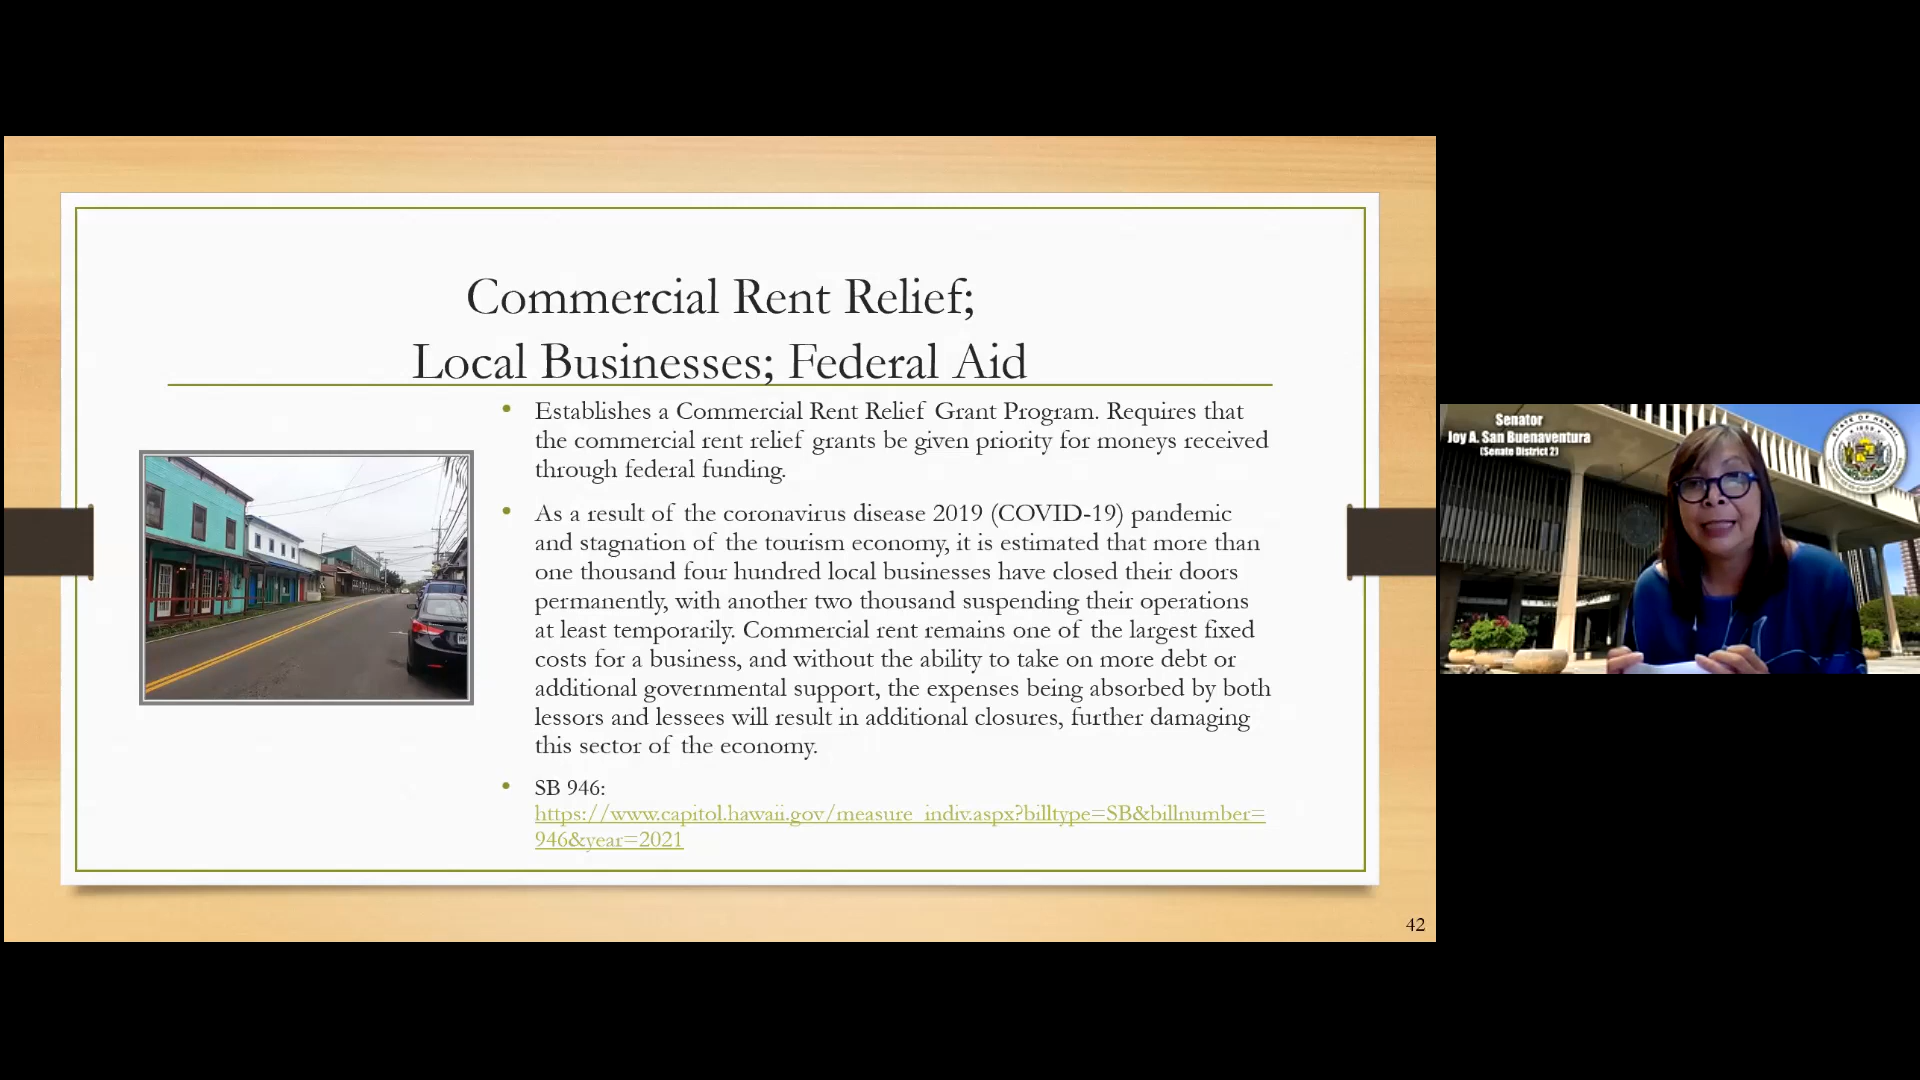 Commercial Rent Relief;
Local Businesses; Federal Aid
• Establishes a Commercial Rent Relief Grant Program. Requires that
the commercial rent relief grants be given priority for moneys received
through federal funding.
• As a result of the coronavirus disease 2019 (COVID-19) pandemic
and stagnation of the tourism economy, it is estimated that more than
one thousand four hundred local businesses have closed their doors
permanently, with another two thousand suspending their operations
at least temporarily. Commercial rent remains one of the largest fixed
costs for a business, and without the ability to take on more debt or
additional governmental support, the expenses being absorbed by both
lessors and lessees will result in additional closures, further damaging
this sector of the economy.
• SB 946:
https://www.capitol.hawaii.gov/measure_indiv.aspx?billtype=SB&billnumber=
946&year=2021
42
Senator
Joy A. San Buenaventura
(Senate District 2)
STATE OF HAWAII
1959